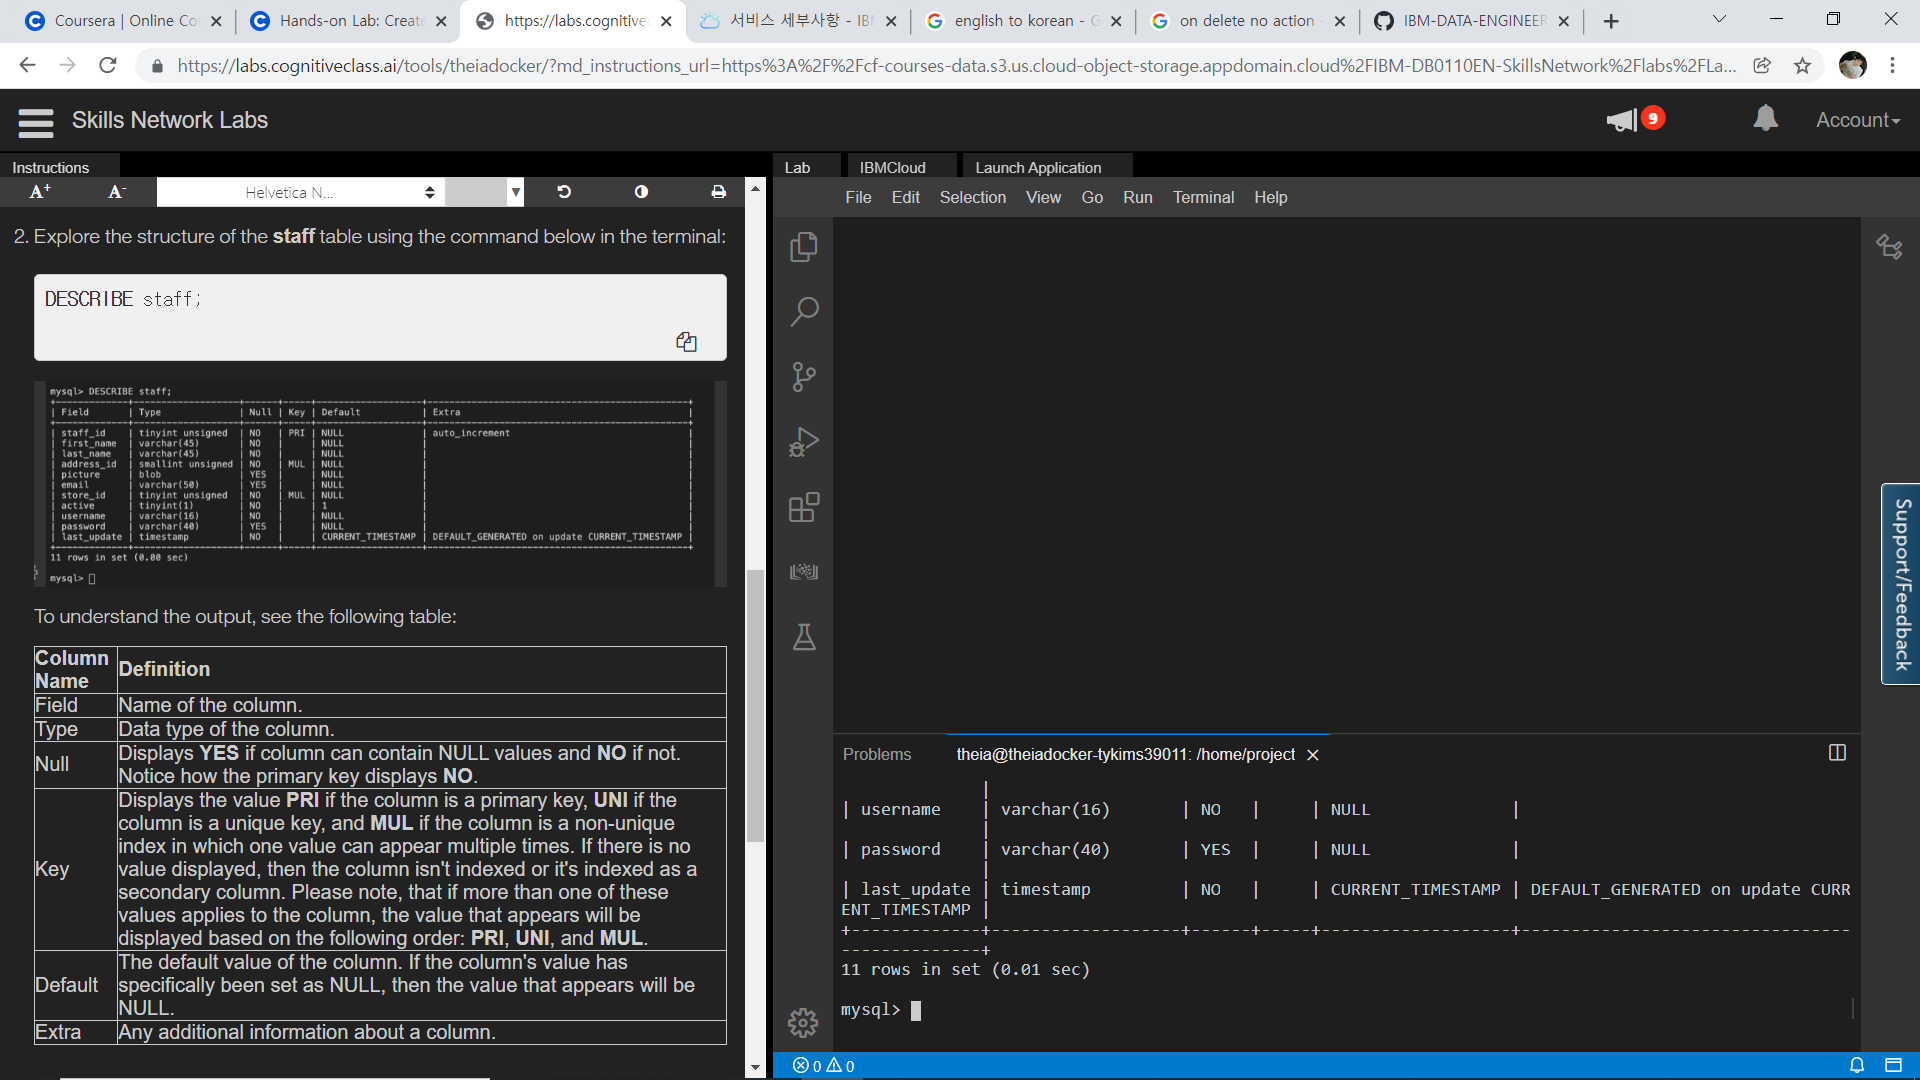 Coursera | Online Co
Hands-on Lab: Create
https://labs.cognitivec
서비스 세부사항 - IB
english to korean - G
on delete no action -
IBM-DATA-ENGINEER
https://labs.cognitiveclass.ai/tools/theiadocker/?md_instructions_url=https%3A%2F%2Fcf-courses-data.s3.us.cloud-object-storage.appdomain.cloud%2FIBM-DB0110EN-SkillsNetwork%2Flabs%2FLa...
Skills Network Labs
9
Account
Instructions
A+ A- Helvetica N...
2. Explore the structure of the staff table using the command below in the terminal:
DESCRIBE staff;
mysql> DESCRIBE staff;
| Field | Type | Null | Key | Default | Extra |
| staff_id | tinyint unsigned | NO | PRI | NULL | auto_increment |
| first_name | varchar(45) | NO | | NULL | |
| last_name | varchar(45) | NO | | NULL | |
| address_id | smallint unsigned | NO | MUL | NULL | |
| picture | blob | YES | | NULL | |
| email | varchar(50) | YES | | NULL | |
| store_id | tinyint unsigned | NO | MUL | NULL | |
| active | tinyint(1) | NO | | 1 | |
| username | varchar(16) | NO | | NULL | |
| password | varchar(40) | YES | | NULL | |
| last_update | timestamp | NO | | CURRENT_TIMESTAMP | DEFAULT_GENERATED on update CURRENT_TIMESTAMP |
11 rows in set (0.00 sec)
mysql>
To understand the output, see the following table:
Column Name Definition
Field Name of the column.
Type Data type of the column.
Null Displays YES if column can contain NULL values and NO if not.
Notice how the primary key displays NO.
Key Displays the value PRI if the column is a primary key, UNI if the
column is a unique key, and MUL if the column is a non-unique
index in which one value can appear multiple times. If there is no
value displayed, then the column isn't indexed or it's indexed as a
secondary column. Please note, that if more than one of these
values applies to the column, the value that appears will be
displayed based on the following order: PRI, UNI, and MUL.
Default The default value of the column. If the column's value has
specifically been set as NULL, then the value that appears will be
NULL.
Extra Any additional information about a column.
Lab IBMCloud Launch Application
File Edit Selection View Go Run Terminal Help
Problems theia@theiadocker-tykims39011: /home/project
|
| username | varchar(16) | NO | | NULL |
|
| password | varchar(40) | YES | | NULL |
|
| last_update | timestamp | NO | | CURRENT_TIMESTAMP | DEFAULT_GENERATED on update CURR
ENT_TIMESTAMP |
+-------------+-------------------+------+-----+-------------------+---------------------------------
--------------+
11 rows in set (0.01 sec)
mysql>
0 0
Support/Feedback